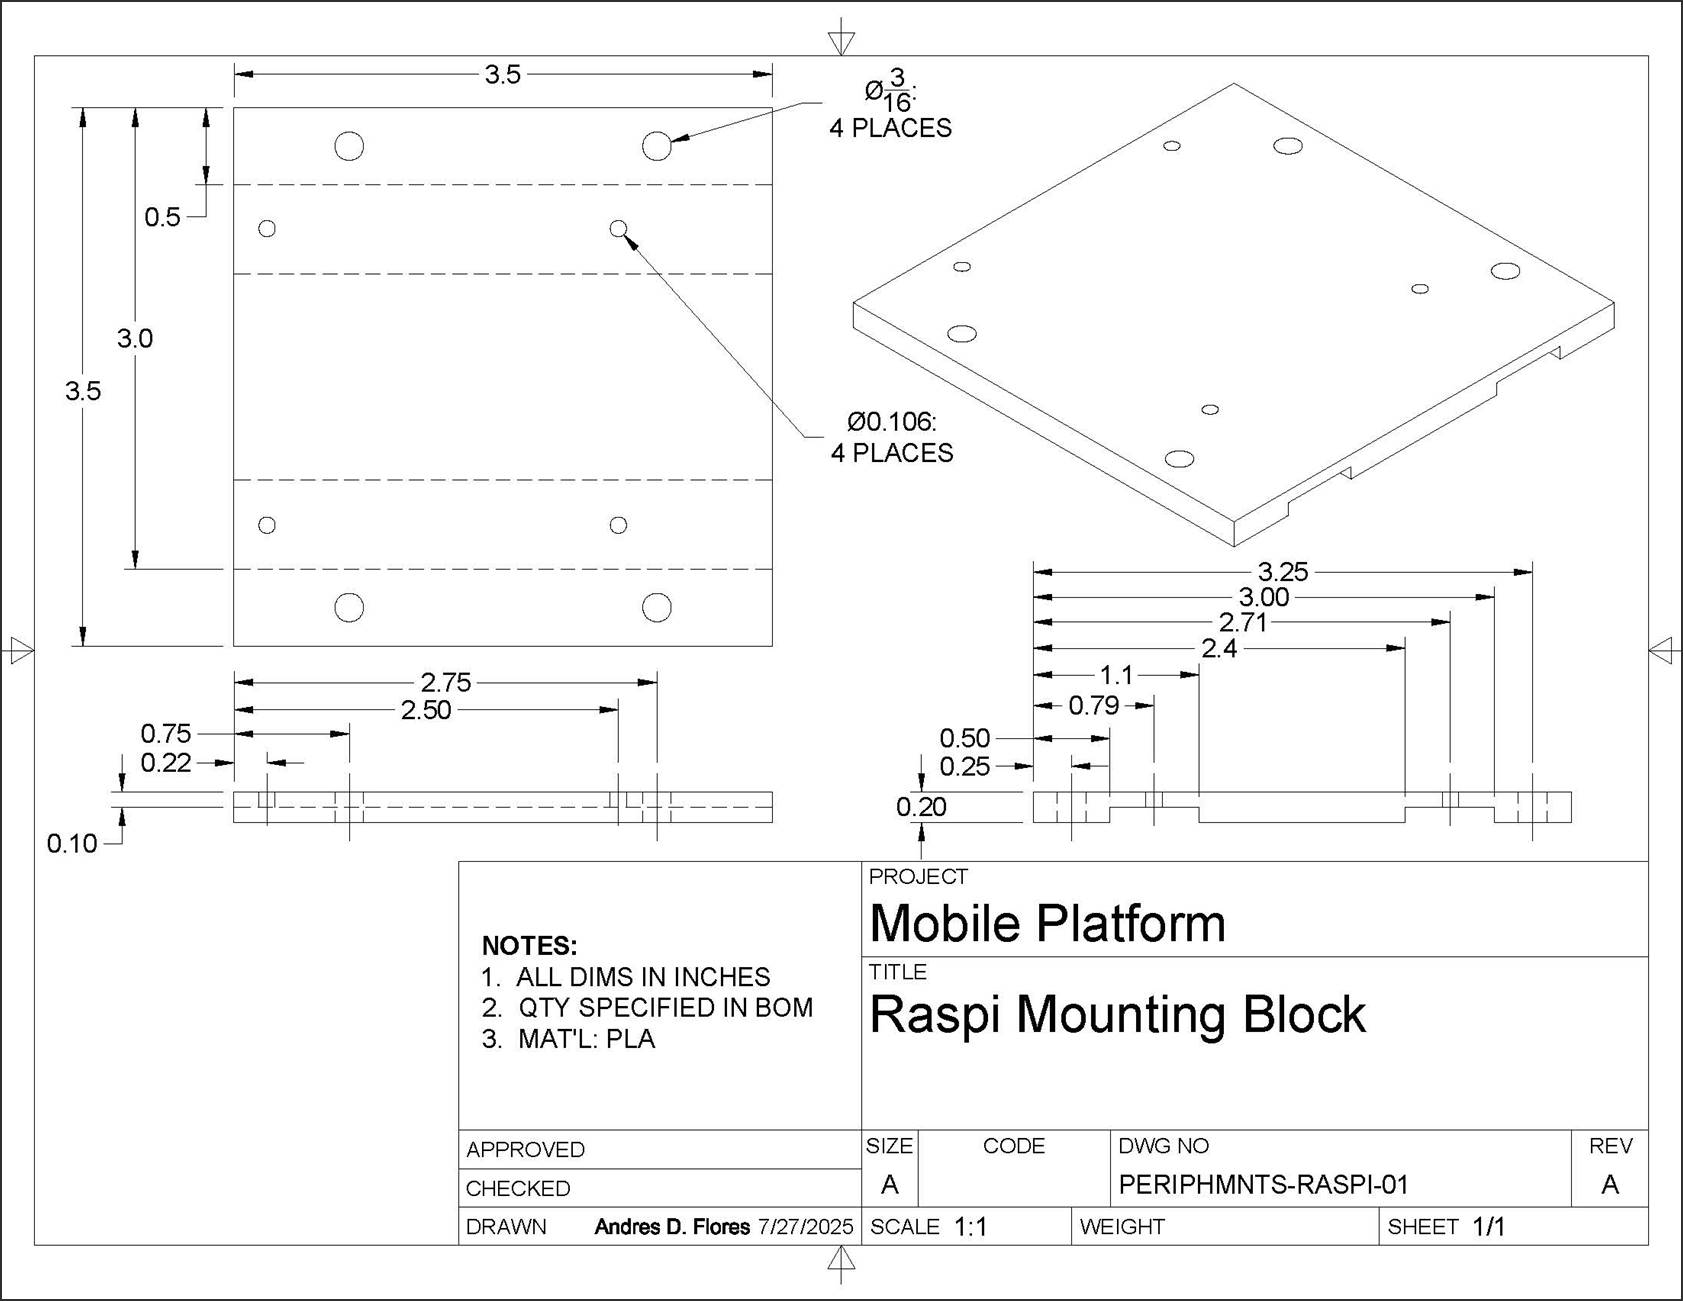 3.5
Ø3/16:
4 PLACES
0.5
3.0
3.5
Ø0.106:
4 PLACES
2.75
2.50
0.75
0.22
0.10
3.25
3.00
2.71
2.4
1.1
0.79
0.50
0.25
0.20
NOTES:
1. ALL DIMS IN INCHES
2. QTY SPECIFIED IN BOM
3. MAT'L: PLA
PROJECT
Mobile Platform
TITLE
Raspi Mounting Block
APPROVED
CHECKED
DRAWN Andres D. Flores 7/27/2025
SIZE
A
CODE
DWG NO
PERIPHMNTS-RASPI-01
REV
A
SCALE 1:1
WEIGHT
SHEET 1/1